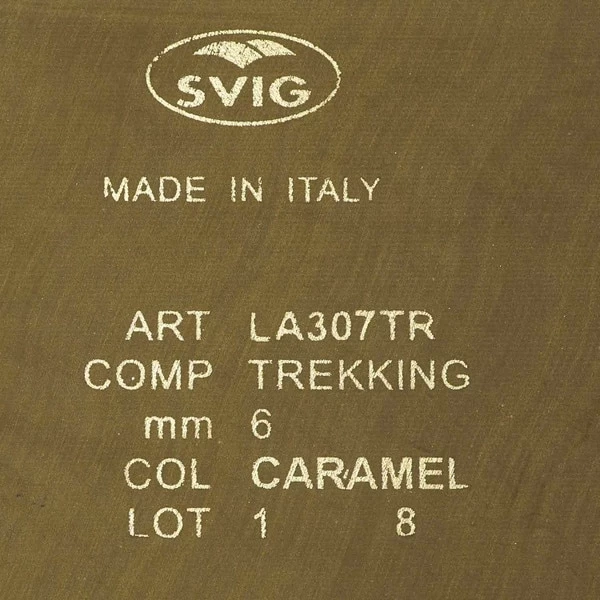 SVIG
MADE IN ITALY
ART LA307TR
COMP TREKKING
mm 6
COL CARAMEL
LOT 1 8